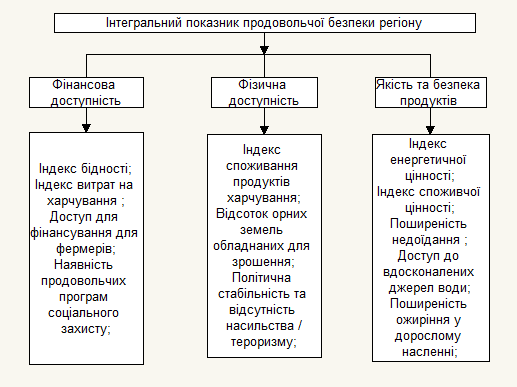 Інтегральний показник продовольчої безпеки регіону
Фінансова
доступність
Фізична
доступність
Якість та безпека
продуктів
Індекс бідності;
Індекс витрат на
харчування ;
Доступ для
фінансування для
фермерів;
Наявність
продовольчих
програм
соціального
захисту;
Індекс
споживання
продуктів
харчування;
Відсоток орних
земель
обладнаних для
зрошення;
Політична
стабільність та
відсутність
насильства /
тероризму;
Індекс
енергетичної
цінності;
Індекс споживчої
цінності;
Поширеність
недоїдання ;
Доступ до
вдосконалених
джерел води;
Поширеність
ожиріння у
дорослому
населенні;